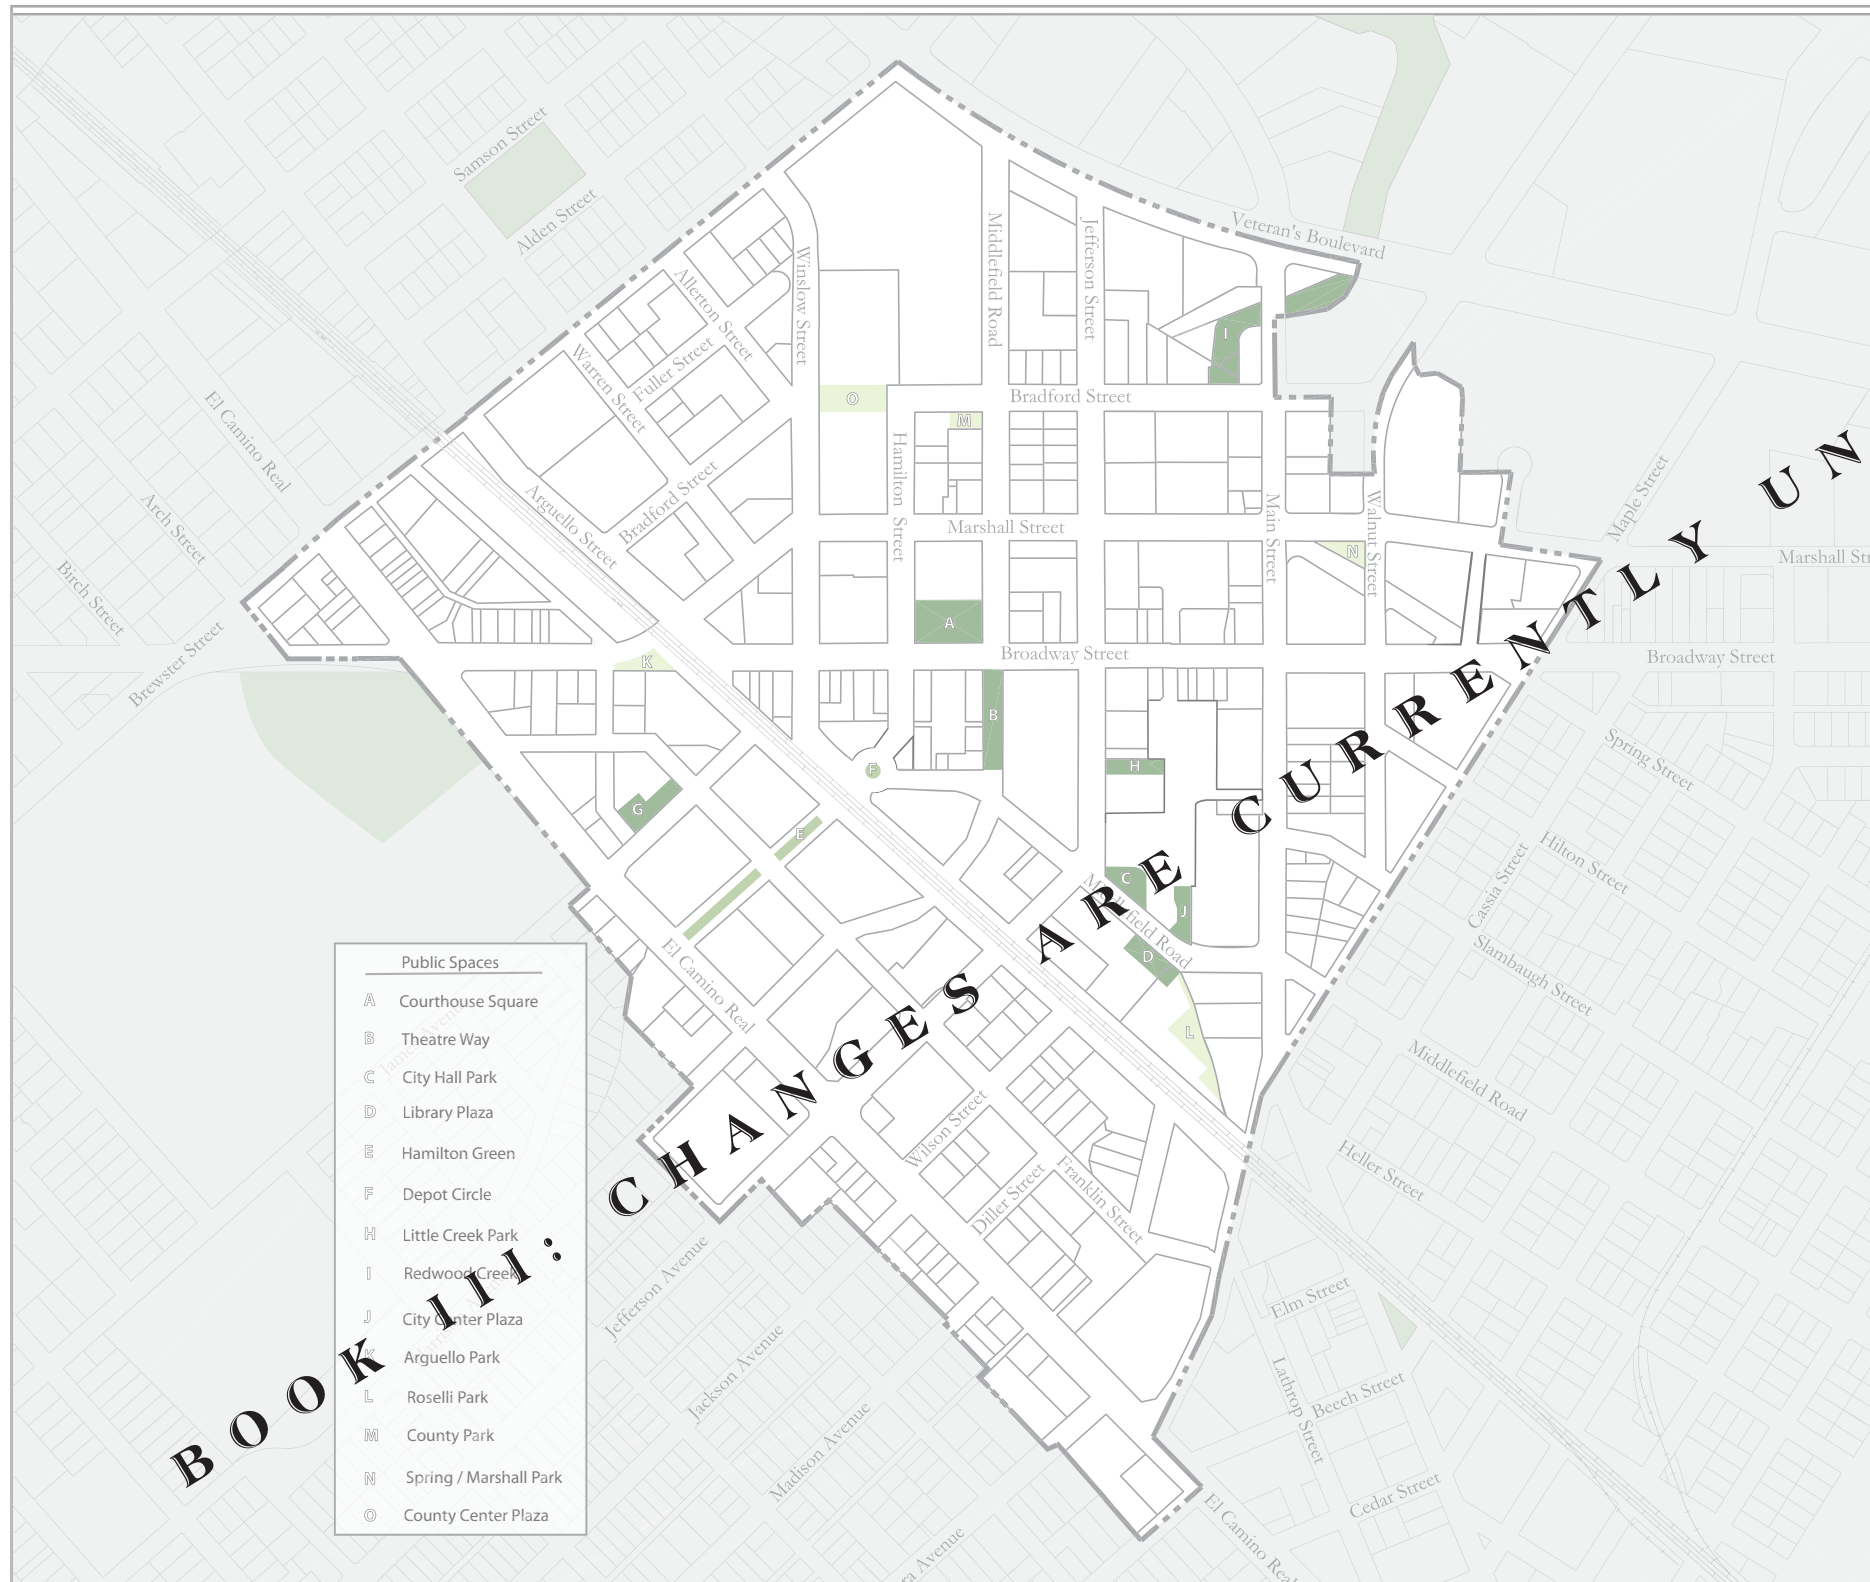 Samson Street
Alden Street
Veteran's Boulevard
Middlefield Road
Jefferson Street
Winslow Street
Allerton Street
Fuller Street
Warren Street
I
Bradford Street
O
M
El Camino Real
Hamilton Street
Arguello Street
Bradford Street
Arch Street
Marshall Street
Main Street
Walnut Street
Maple Street
N
Marshall Str
Birch Street
A
Brewster Street
Broadway Street
Broadway Street
K
B
Spring Street
F
H
G
E
Hilton Street
C
Cassia Street
J
Middlefield Road
D
El Camino Real
Slambaugh Street
L
Middlefield Road
Wilson Street
Diller Street
Franklin Street
Heller Street
Jefferson Avenue
Elm Street
Jackson Avenue
Lathrop Street
Beech Street
Madison Avenue
Cedar Street
El Camino Real
ra Avenue
Public Spaces
A Courthouse Square
B Theatre Way
C City Hall Park
D Library Plaza
E Hamilton Green
F Depot Circle
H Little Creek Park
I Redwood Creek
J City Center Plaza
K Arguello Park
L Roselli Park
M County Park
N Spring / Marshall Park
O County Center Plaza
BOOK III: CHANGES ARE CURRENTLY UN